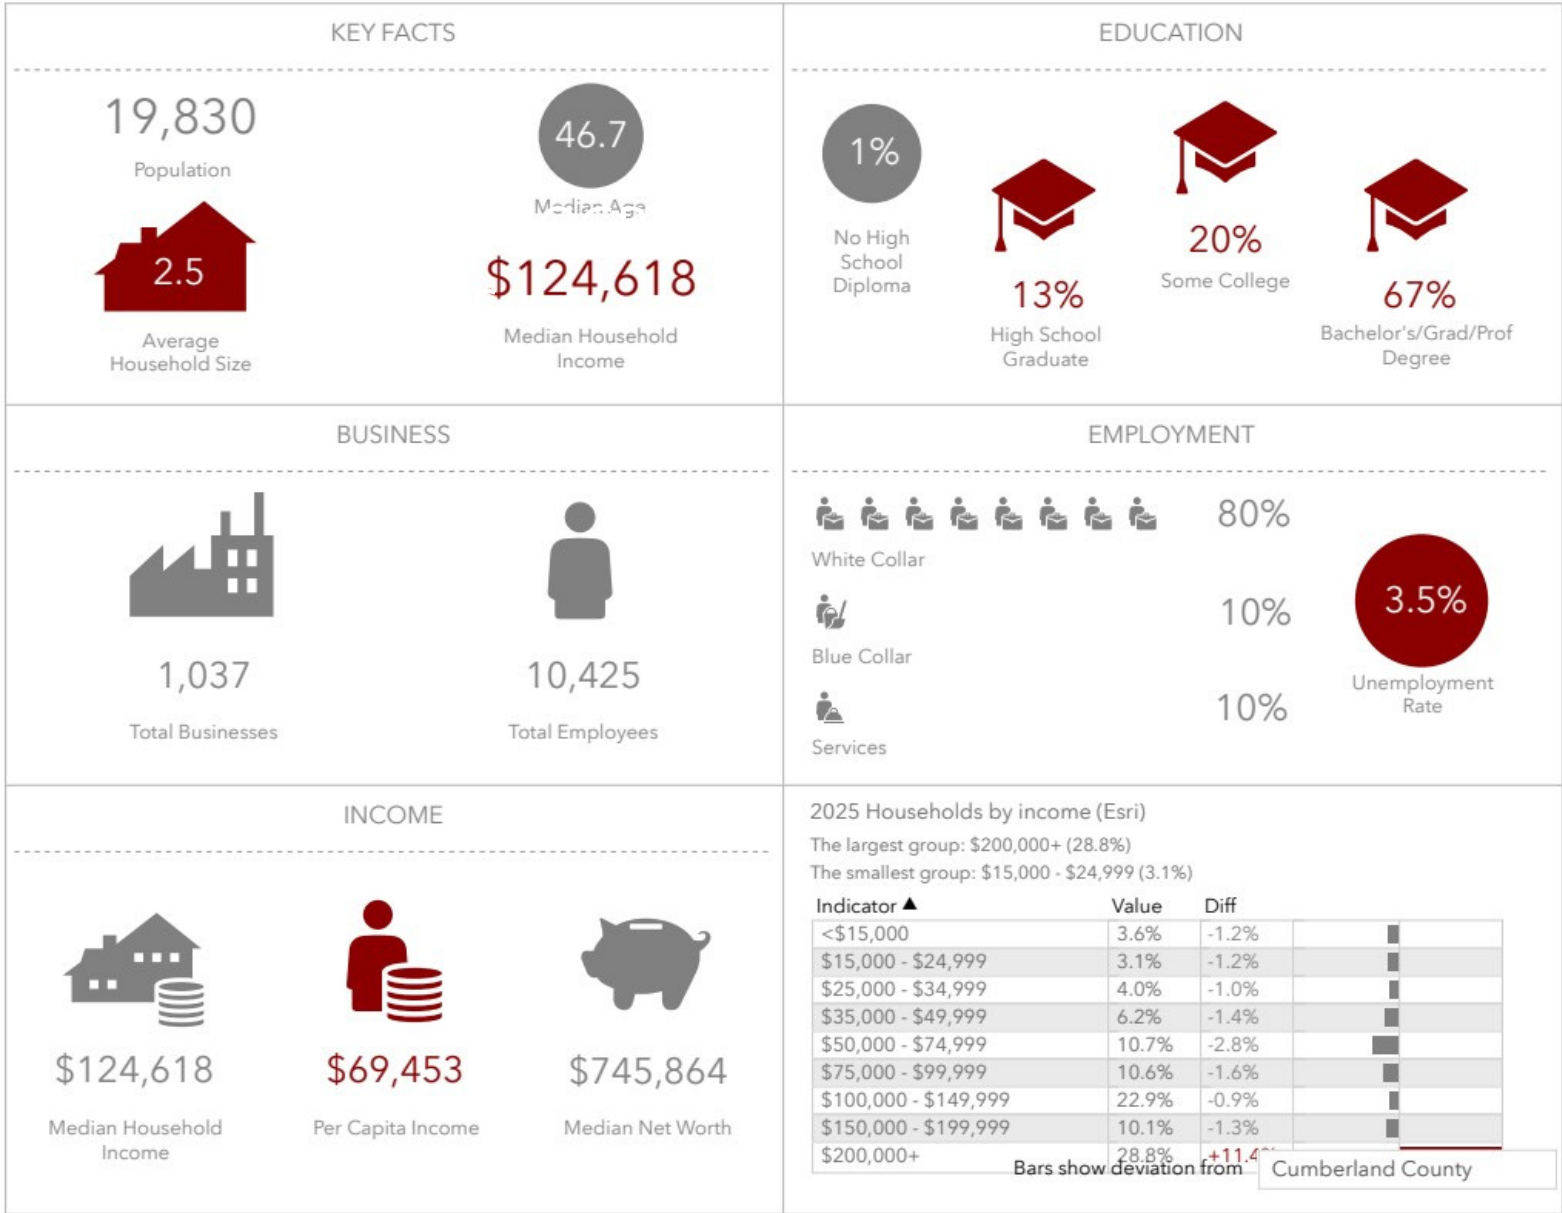 KEY FACTS
19,830
Population
46.7
Median Age
2.5
Average
Household Size
$124,618
Median Household
Income
EDUCATION
1%
No High
School
Diploma
13%
High School
Graduate
20%
Some College
67%
Bachelor's/Grad/Prof
Degree
BUSINESS
1,037
Total Businesses
10,425
Total Employees
EMPLOYMENT
80%
White Collar
10%
Blue Collar
10%
Services
3.5%
Unemployment
Rate
INCOME
$124,618
Median Household
Income
$69,453
Per Capita Income
$745,864
Median Net Worth
2025 Households by income (Esri)
The largest group: $200,000+ (28.8%)
The smallest group: $15,000 - $24,999 (3.1%)
Indicator ▲ Value Diff
<$15,000 3.6% -1.2%
$15,000 - $24,999 3.1% -1.2%
$25,000 - $34,999 4.0% -1.0%
$35,000 - $49,999 6.2% -1.4%
$50,000 - $74,999 10.7% -2.8%
$75,000 - $99,999 10.6% -1.6%
$100,000 - $149,999 22.9% -0.9%
$150,000 - $199,999 10.1% -1.3%
$200,000+ 28.8% +11.4%
Bars show deviation from Cumberland County